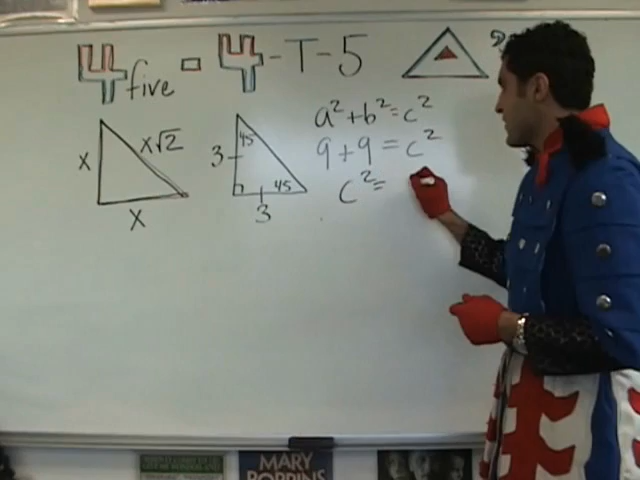 4five - 4-T-5
a²+b²=c²
x
x√2
x
3
45
45
3
9+9=c²
c²=
MARY
POPPINS